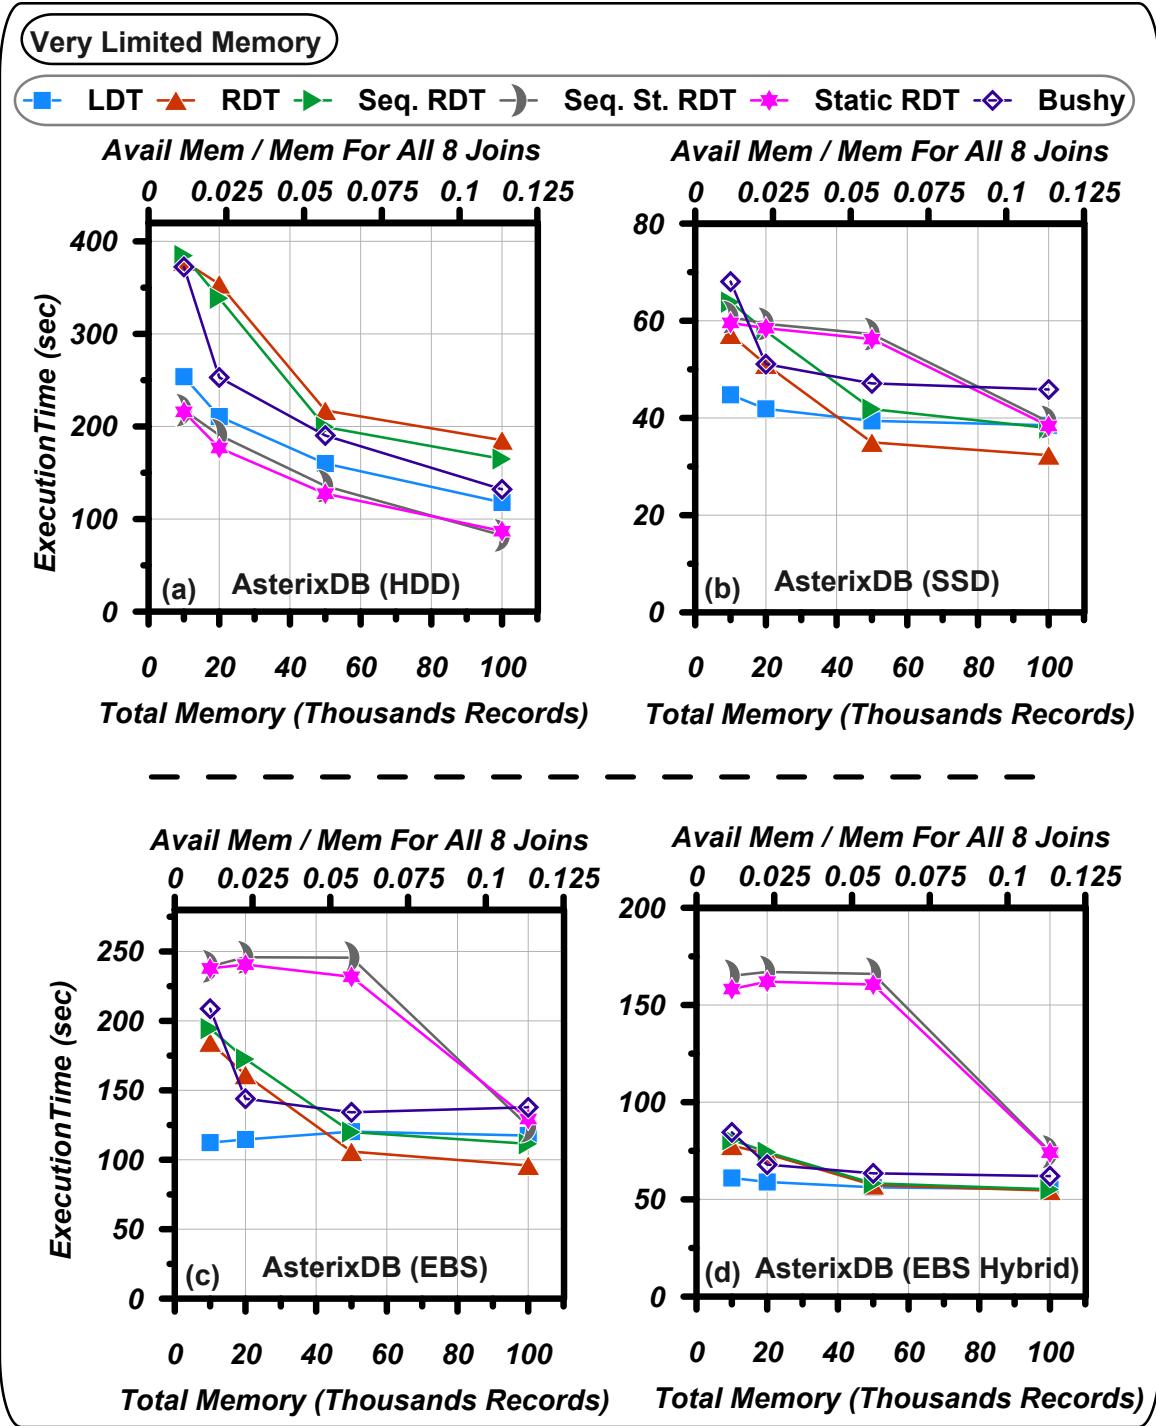 Very Limited Memory
LDT RDT Seq. RDT Seq. St. RDT Static RDT Bushy
Avail Mem / Mem For All 8 Joins
0 0.025 0.05 0.075 0.1 0.125
400
300
200
100
0
ExecutionTime (sec)
(a) AsterixDB (HDD)
0 20 40 60 80 100
Total Memory (Thousands Records)
Avail Mem / Mem For All 8 Joins
0 0.025 0.05 0.075 0.1 0.125
80
60
40
20
0
(b) AsterixDB (SSD)
0 20 40 60 80 100
Total Memory (Thousands Records)
Avail Mem / Mem For All 8 Joins
0 0.025 0.05 0.075 0.1 0.125
250
200
150
100
50
0
ExecutionTime (sec)
(c) AsterixDB (EBS)
0 20 40 60 80 100
Total Memory (Thousands Records)
Avail Mem / Mem For All 8 Joins
0 0.025 0.05 0.075 0.1 0.125
200
150
100
50
0
(d) AsterixDB (EBS Hybrid)
0 20 40 60 80 100
Total Memory (Thousands Records)